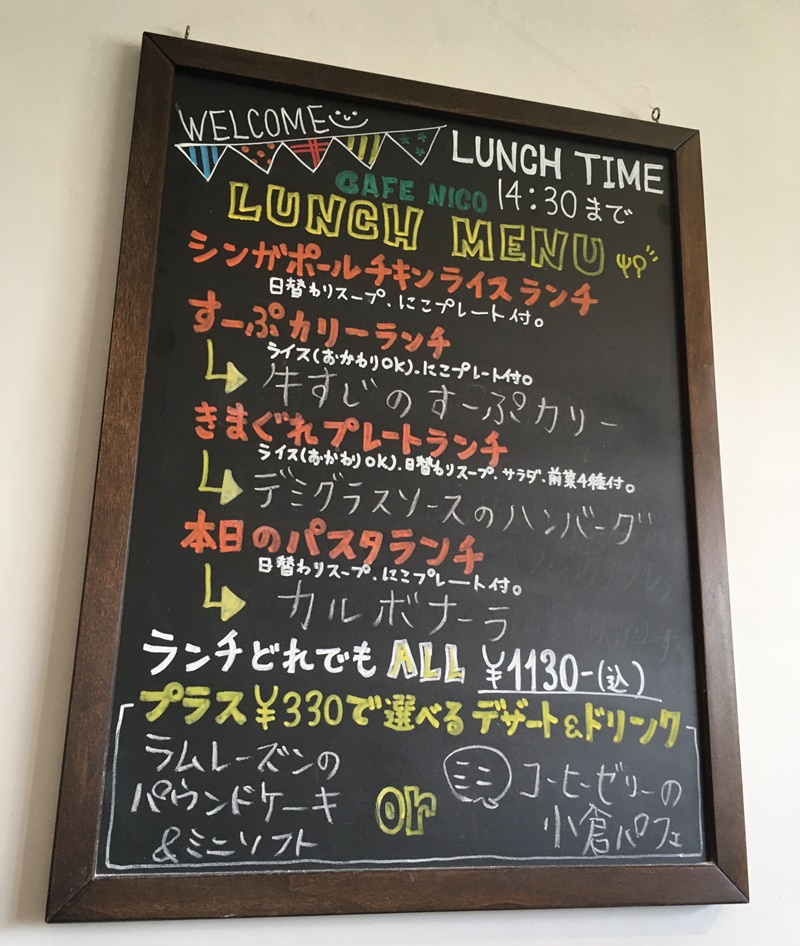 WELCOME
LUNCH TIME
14:30まで
CAFE NICO
LUNCH MENU
シンガポールチキンライスランチ
日替わりスープ、にこプレート付。
すーぷカリーランチ
ライス(おかわりOK)、にこプレート付。
牛すじのすーぷカリー
きまぐれプレートランチ
ライス(おかわりOK)、日替わりスープ、サラダ、前菜4種付。
デミグラスソースのハンバーグ
本日のパスタランチ
日替わりスープ、にこプレート付。
カルボナーラ
ランチどれでもALL ¥1130-(込)
プラス¥330で選べるデザート&ドリンク
ラムレーズンの
パウンドケーキ
&ミニソフト
or
ミニ
コーヒーゼリーの
小倉パフェ